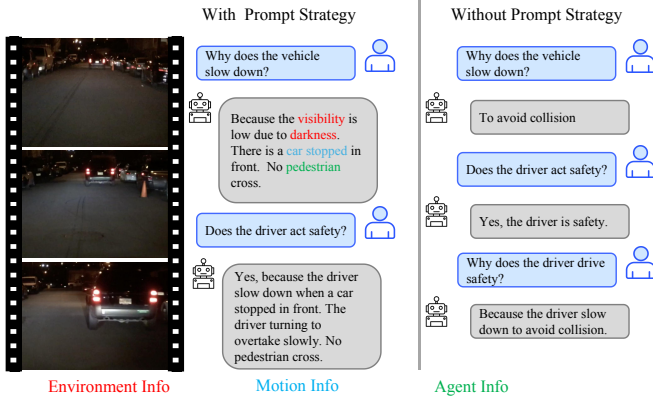 With Prompt Strategy
Why does the vehicle
slow down?
Because the visibility is
low due to darkness.
There is a car stopped in
front. No pedestrian
cross.
Does the driver act safety?
Yes, because the driver
slow down when a car
stopped in front. The
driver turning to
overtake slowly. No
pedestrian cross.
Without Prompt Strategy
Why does the vehicle
slow down?
To avoid collision
Does the driver act safety?
Yes, the driver is safety.
Why does the driver drive
safety?
Because the driver slow
down to avoid collision.
Environment Info
Motion Info
Agent Info